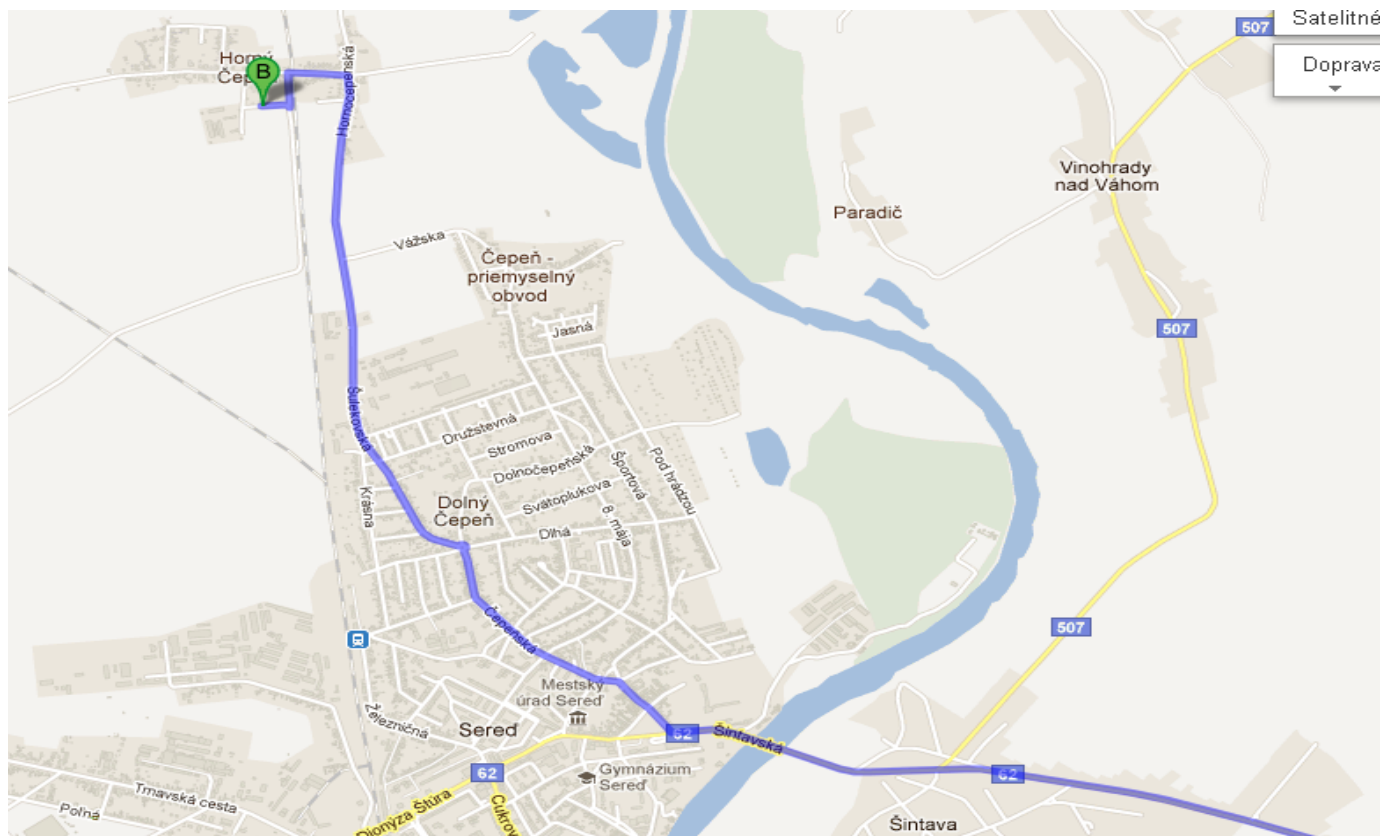 Satelitné
507
Doprava
Horný
Čepeň
B
Hornočepeňská
Vinohrady
nad Váhom
Paradič
Vážska
Čepeň -
priemyselný
obvod
Jasná
507
Šulekovská
Družstevná
Stromova
Dolnočepeňská
Športová
Pod hrádzou
Krásna
Svätoplukova
Dolný
Čepeň
8. mája
Dlhá
Čepeňská
507
Mestský
úrad Sereď
Železničná
Sereď
62
Šintavská
62
Gymnázium
Sereď
62
Trnavská cesta
Poľná
Dionýza Štúra
Cukrov
Šintava